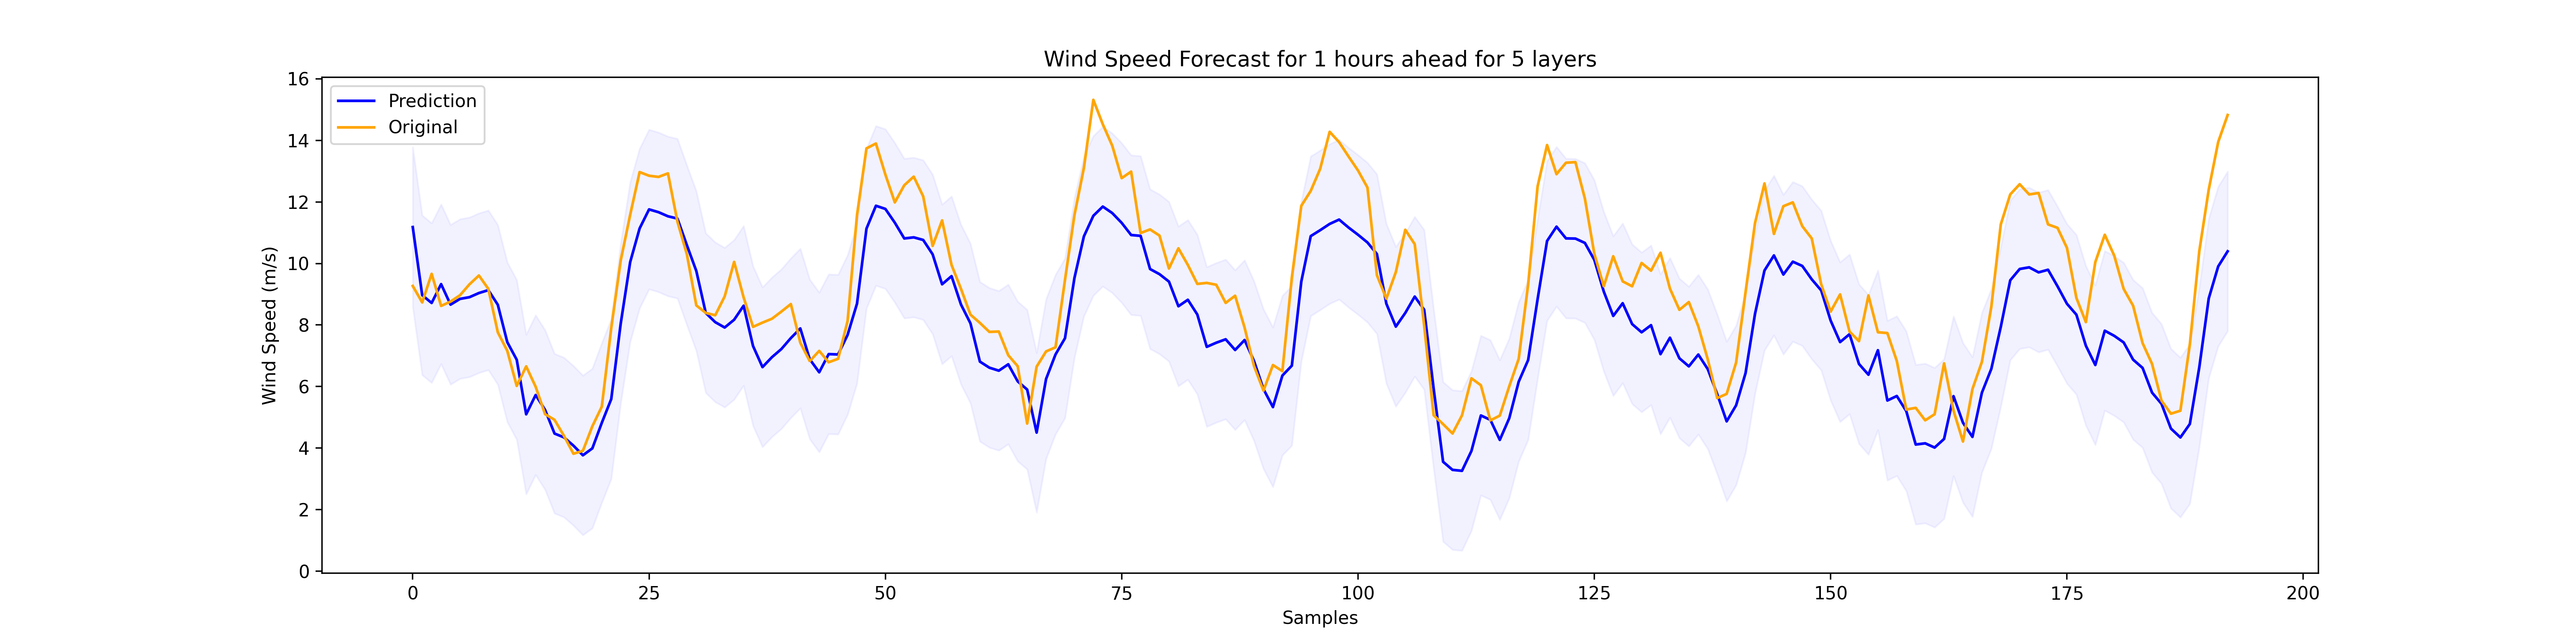 Wind Speed Forecast for 1 hours ahead for 5 layers
Prediction
Original
Wind Speed (m/s)
16
14
12
10
8
6
4
2
0
0 25 50 75 100 125 150 175 200
Samples